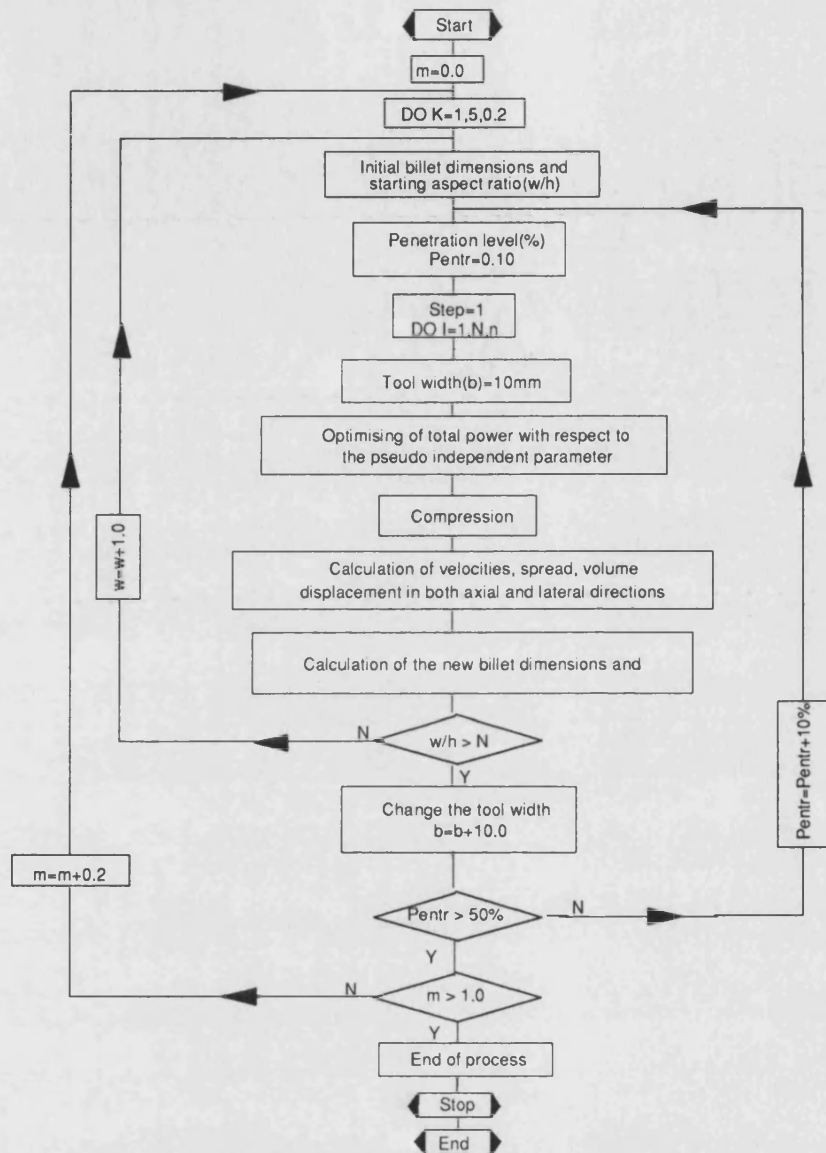 Start
m=0.0
DO K=1,5,0.2
Initial billet dimensions and
starting aspect ratio(w/h)
Penetration level(%)
Pentr=0.10
Step=1
DO I=1,N,n
Tool width(b)=10mm
Optimising of total power with respect to
the pseudo independent parameter
Compression
w=w+1.0
Calculation of velocities, spread, volume
displacement in both axial and lateral directions
Calculation of the new billet dimensions and
N
w/h > N
Y
Pentr=Pentr+10%
Change the tool width
b=b+10.0
m=m+0.2
Pentr > 50%
N
Y
N
m > 1.0
Y
End of process
Stop
End